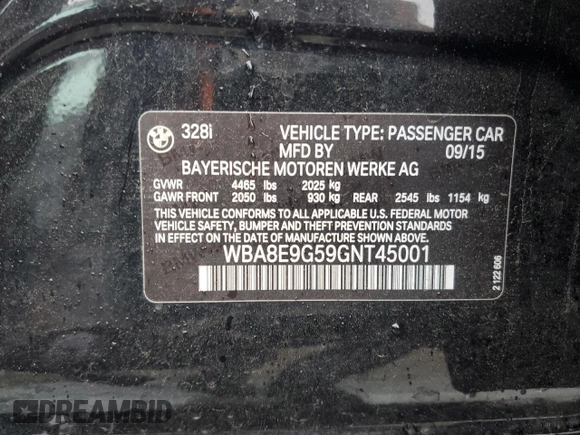 BMW
328i VEHICLE TYPE: PASSENGER CAR
MFD BY 09/15
BAYERISCHE MOTOREN WERKE AG
GVWR 4465 lbs 2025 kg
GAWR FRONT 2050 lbs 930 kg REAR 2545 lbs 1154 kg
THIS VEHICLE CONFORMS TO ALL APPLICABLE U.S. FEDERAL MOTOR
VEHICLE SAFETY, BUMPER AND THEFT PREVENTION STANDARDS
IN EFFECT ON THE DATE OF MANUFACTURE SHOWN ABOVE.
WBA8E9G59GNT45001
2 122 606
DREAMBID